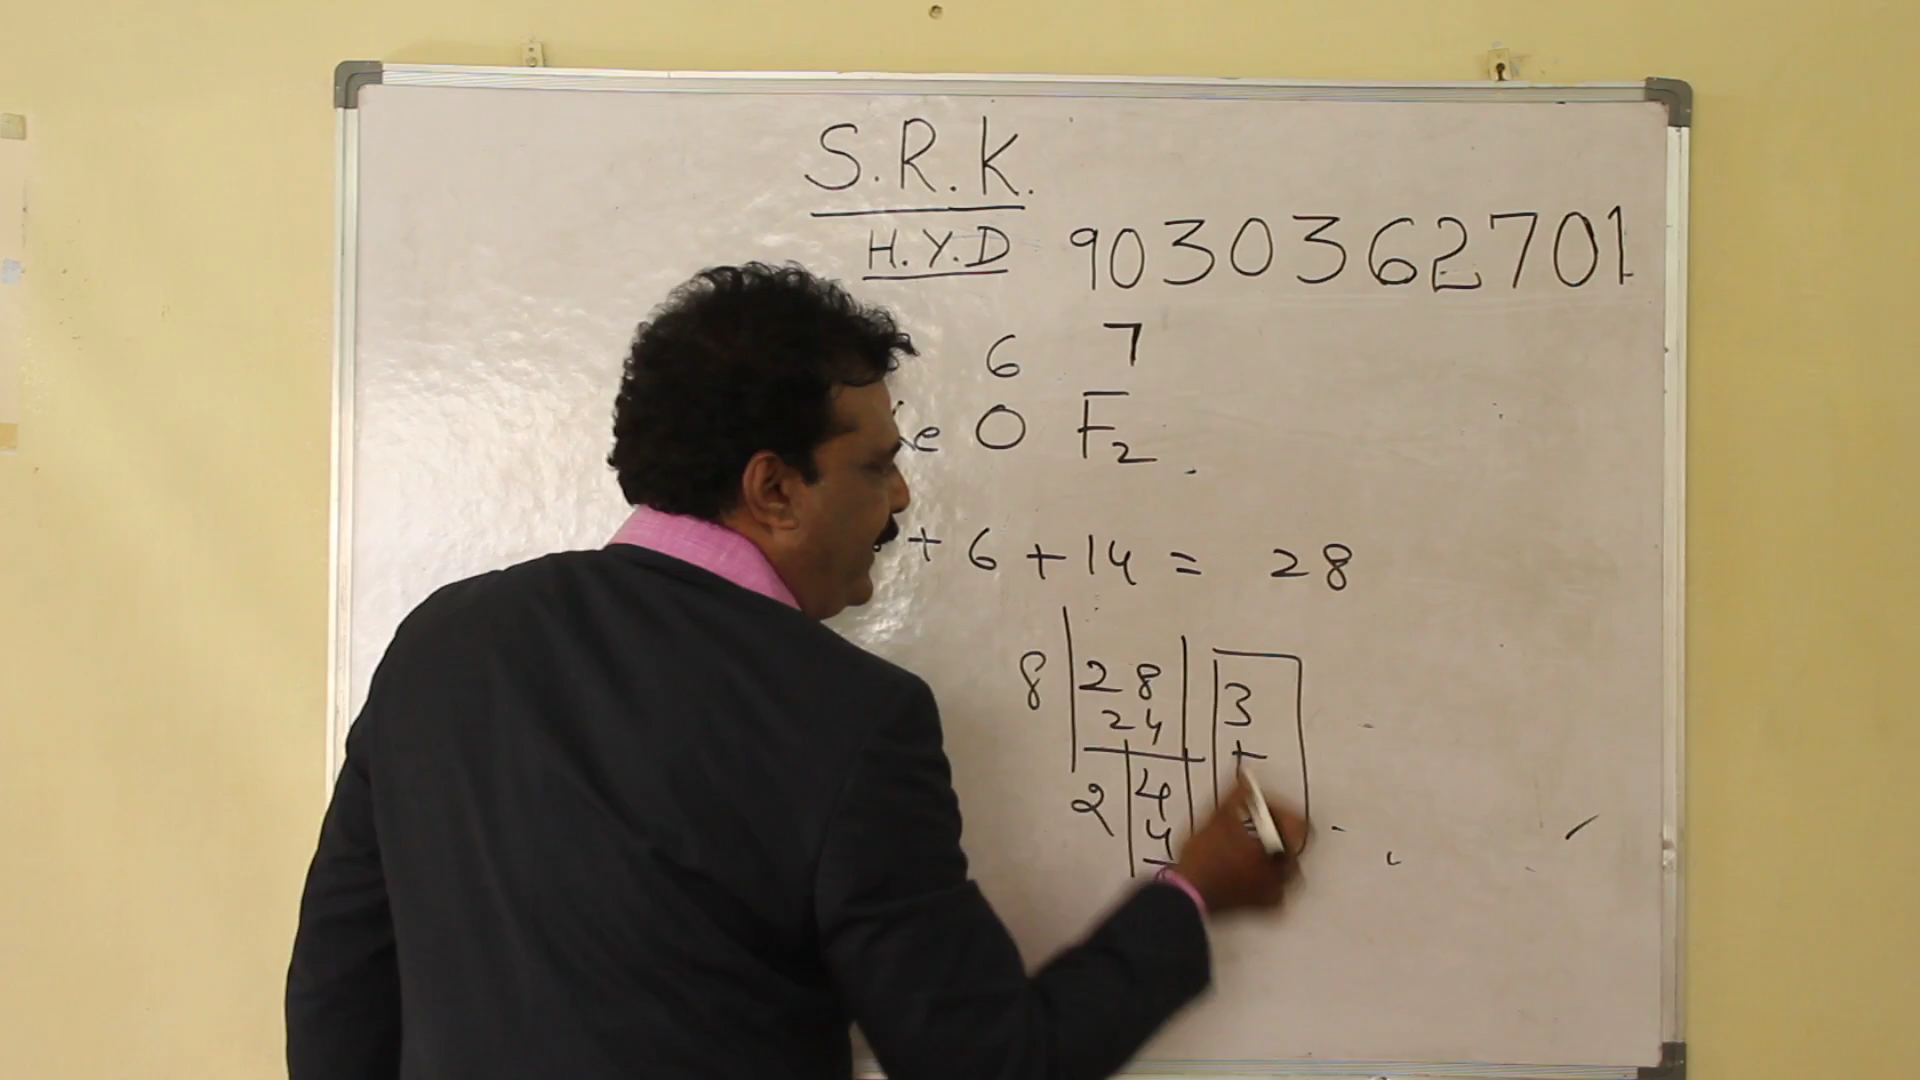 S.R.K.
H.Y.D 9030362701
6 7
e O F2.
+ 6 + 14 = 28
8 28 3
24 +
2 4
4